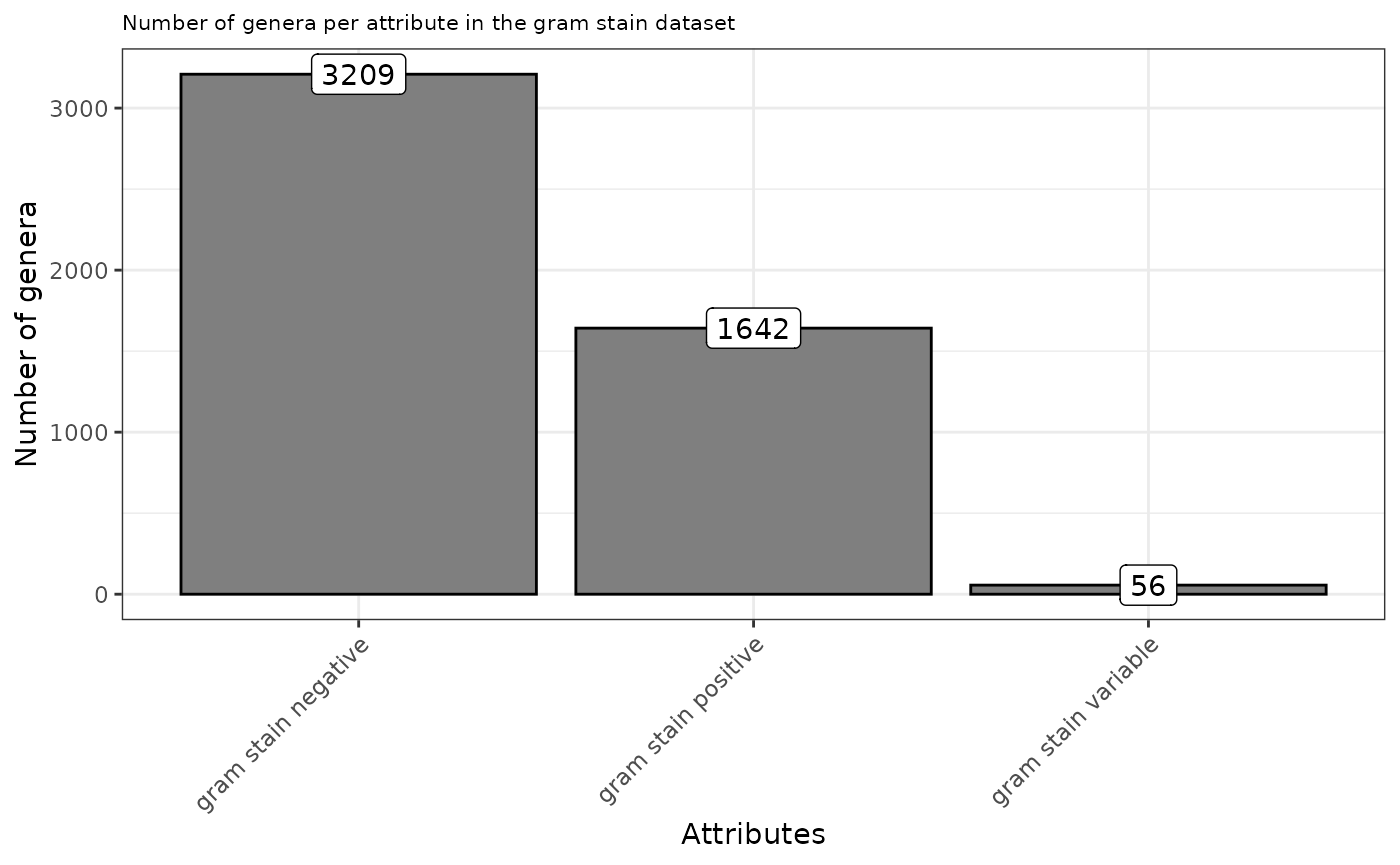 Number of genera per attribute in the gram stain dataset
Number of genera
3000
2000
1000
0
3209
1642
56
gram stain negative
gram stain positive
gram stain variable
Attributes